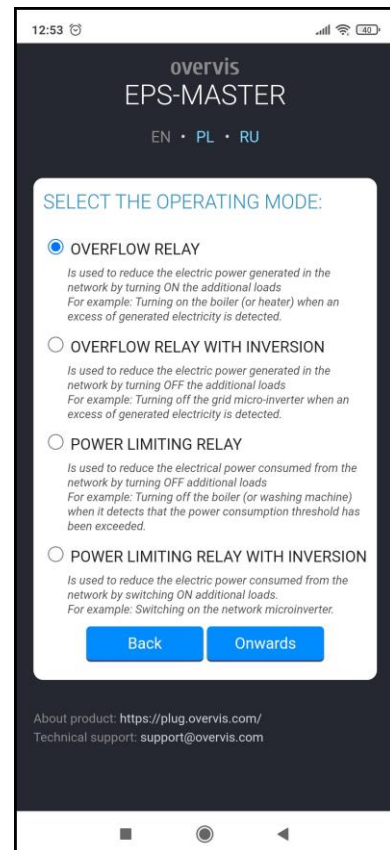 12:53
40
overvis
EPS-MASTER
EN • PL • RU
SELECT THE OPERATING MODE:
OVERFLOW RELAY
Is used to reduce the electric power generated in the
network by turning ON the additional loads
For example: Turning on the boiler (or heater) when an
excess of generated electricity is detected.
OVERFLOW RELAY WITH INVERSION
Is used to reduce the electric power generated in the
network by turning OFF the additional loads
For example: Turning off the grid micro-inverter when an
excess of generated electricity is detected.
POWER LIMITING RELAY
Is used to reduce the electrical power consumed from the
network by turning OFF additional loads
For example: Turning off the boiler (or washing machine)
when it detects that the power consumption threshold has
been exceeded.
POWER LIMITING RELAY WITH INVERSION
Is used to reduce the electric power consumed from the
network by switching ON additional loads.
For example: Switching on the network microinverter.
Back Onwards
About product: https://plug.overvis.com/
Technical support: support@overvis.com